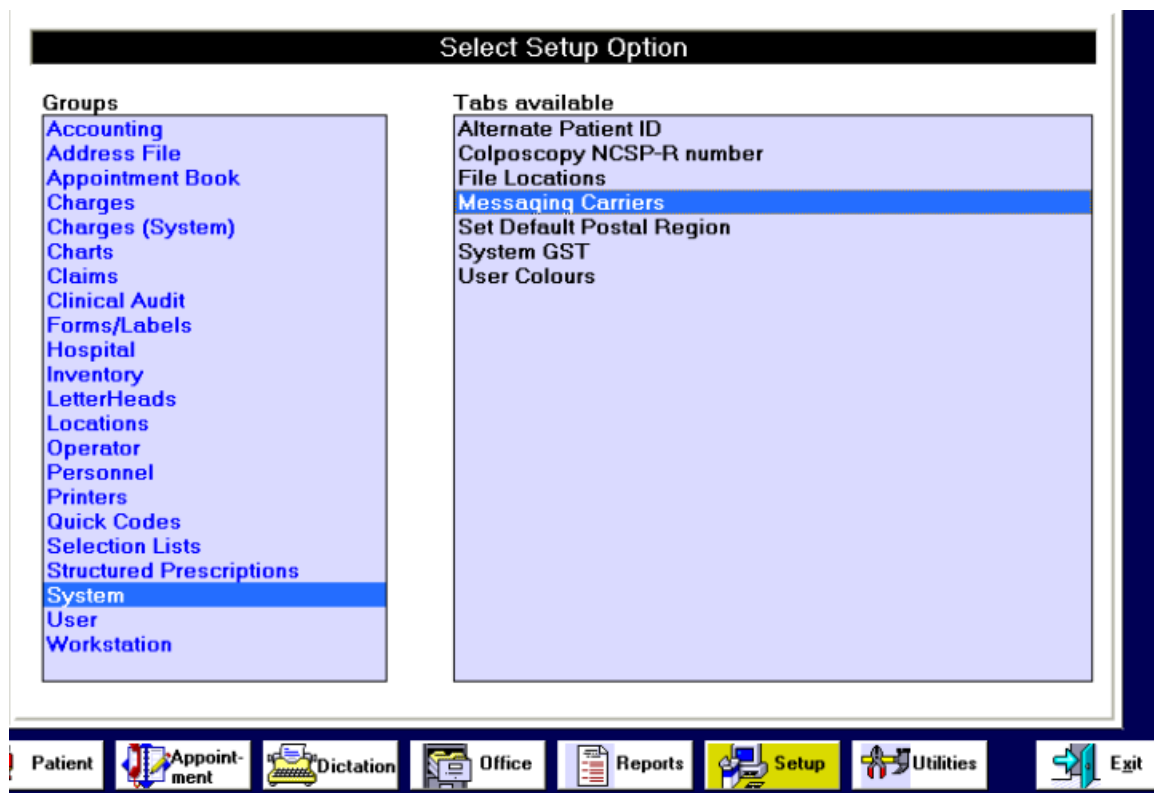 Select Setup Option
Groups
Accounting
Address File
Appointment Book
Charges
Charges (System)
Charts
Claims
Clinical Audit
Forms/Labels
Hospital
Inventory
LetterHeads
Locations
Operator
Personnel
Printers
Quick Codes
Selection Lists
Structured Prescriptions
System
User
Workstation
Tabs available
Alternate Patient ID
Colposcopy NCSP-R number
File Locations
Messaging Carriers
Set Default Postal Region
System GST
User Colours
Patient
Appoint-
ment
Dictation
Office
Reports
Setup
Utilities
Exit